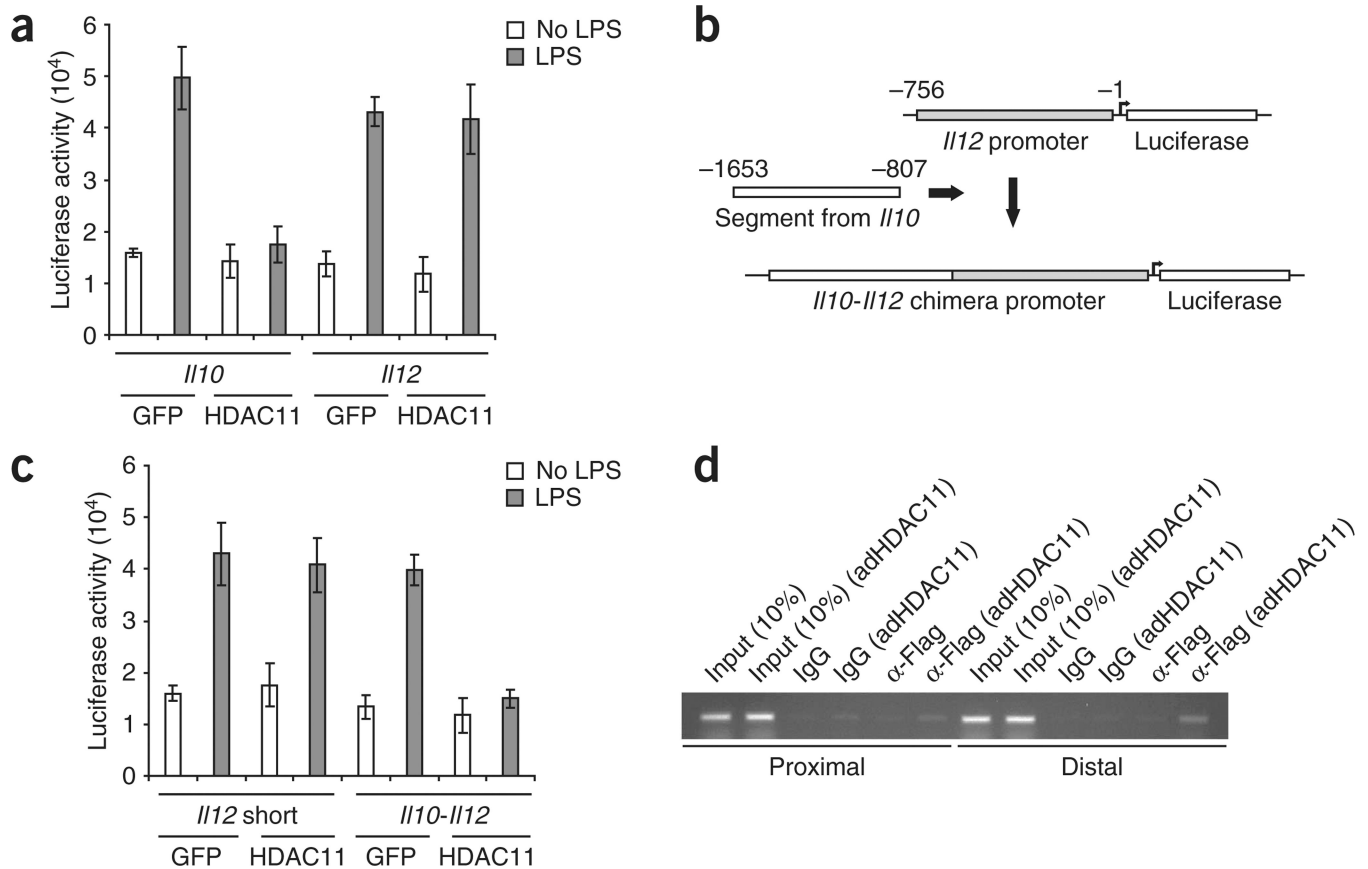 a
6
5
4
3
2
1
0
Luciferase activity (10⁴)
No LPS
LPS
Il10
Il12
GFP
HDAC11
GFP
HDAC11
b
–756
–1
Il12 promoter
Luciferase
–1653
–807
Segment from Il10
Il10-Il12 chimera promoter
Luciferase
c
6
5
4
3
2
1
0
Luciferase activity (10⁴)
No LPS
LPS
Il12 short
Il10-Il12
GFP
HDAC11
GFP
HDAC11
d
Input (10%)
Input (10%) (adHDAC11)
IgG
IgG (adHDAC11)
α-Flag
α-Flag (adHDAC11)
Input (10%)
Input (10%) (adHDAC11)
IgG
IgG (adHDAC11)
α-Flag
α-Flag (adHDAC11)
Proximal
Distal